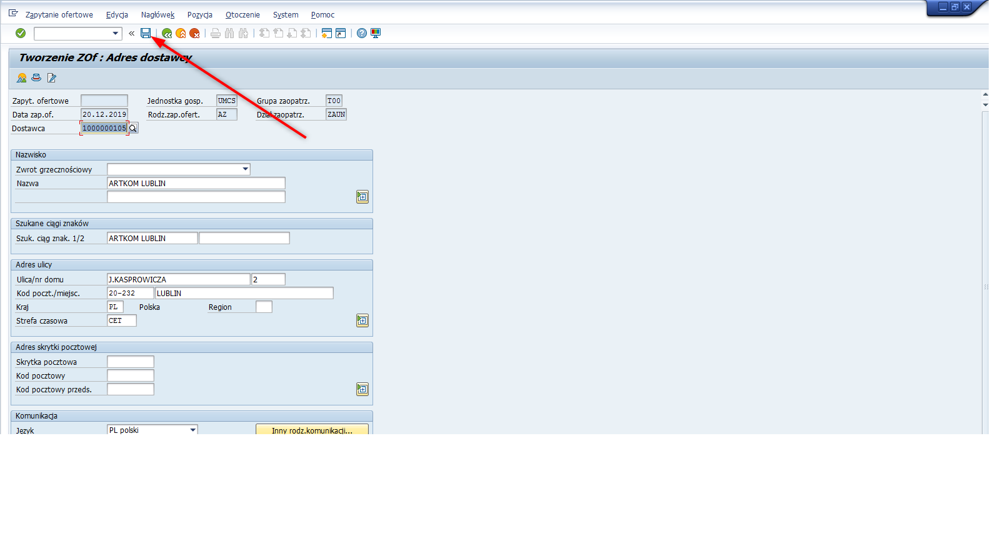 Zapytanie ofertowe Edycja Nagłówek Pozycja Otoczenie System Pomoc
Tworzenie ZOf : Adres dostawcy
Zapyt. ofertowe Jednostka gosp. UMCS Grupa zaopatrz. T00
Data zap.of. 20.12.2019 Rodz.zap.ofert. AZ Dział zaopatrz. ZAUN
Dostawca 1000000105
Nazwisko
Zwrot grzecznościowy
Nazwa ARTKOM LUBLIN
Szukane ciągi znaków
Szuk. ciąg znak. 1/2 ARTKOM LUBLIN
Adres ulicy
Ulica/nr domu J.KASPROWICZA 2
Kod poczt./miejsc. 20-232 LUBLIN
Kraj PL Polska Region
Strefa czasowa CET
Adres skrytki pocztowej
Skrytka pocztowa
Kod pocztowy
Kod pocztowy przeds.
Komunikacja
Język PL polski Inny rodz.komunikacji...